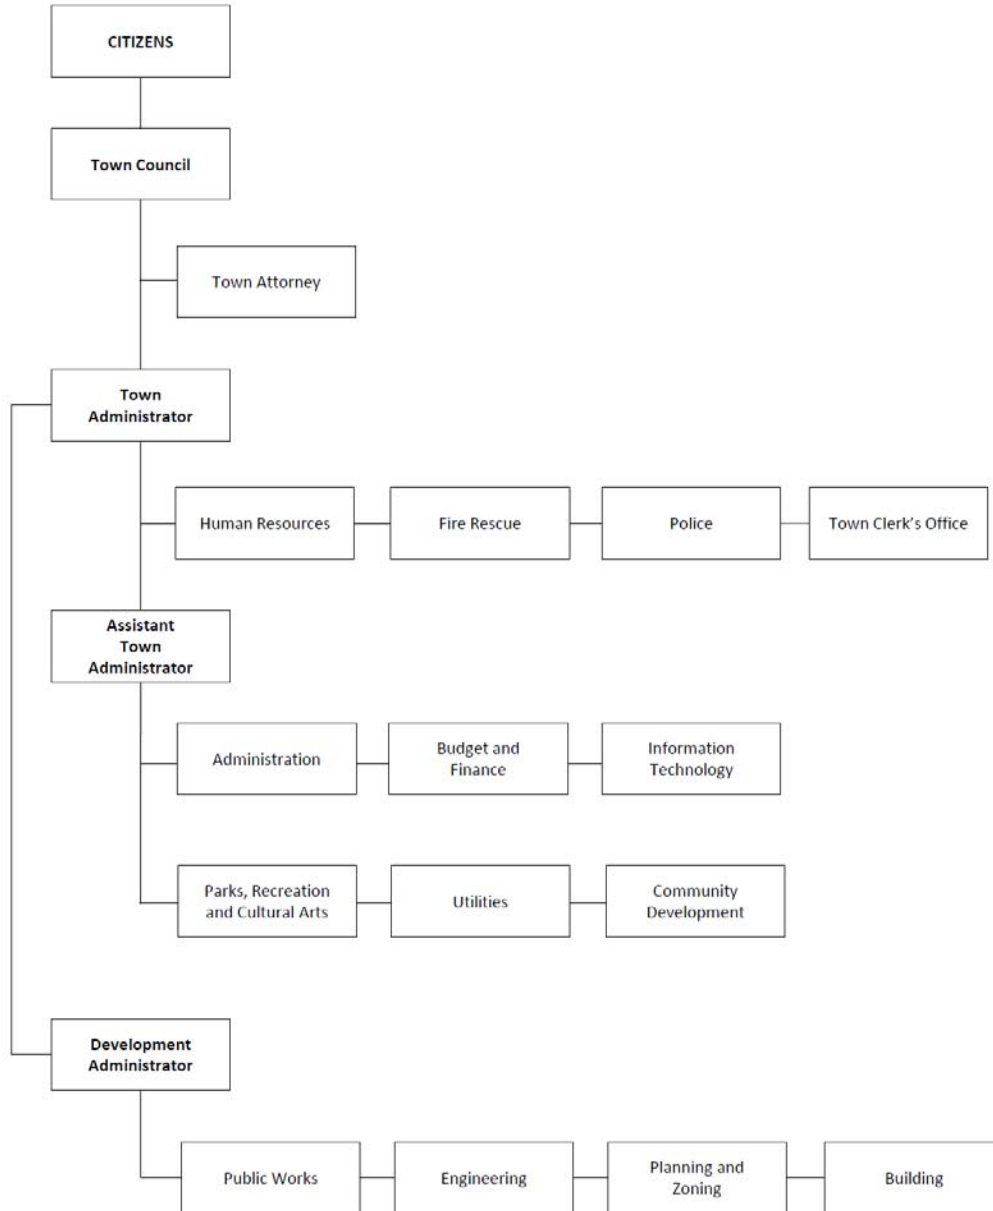 CITIZENS
Town Council
Town Attorney
Town
Administrator
Human Resources
Fire Rescue
Police
Town Clerk’s Office
Assistant
Town
Administrator
Administration
Budget and
Finance
Information
Technology
Parks, Recreation
and Cultural Arts
Utilities
Community
Development
Development
Administrator
Public Works
Engineering
Planning and
Zoning
Building